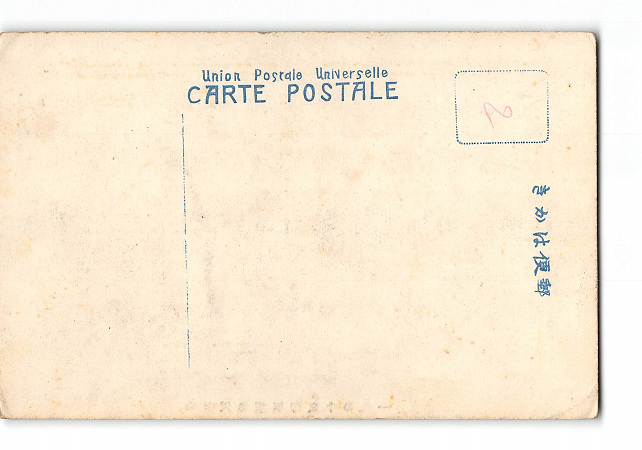 Union Postale Universelle
CARTE POSTALE
きかは便郵